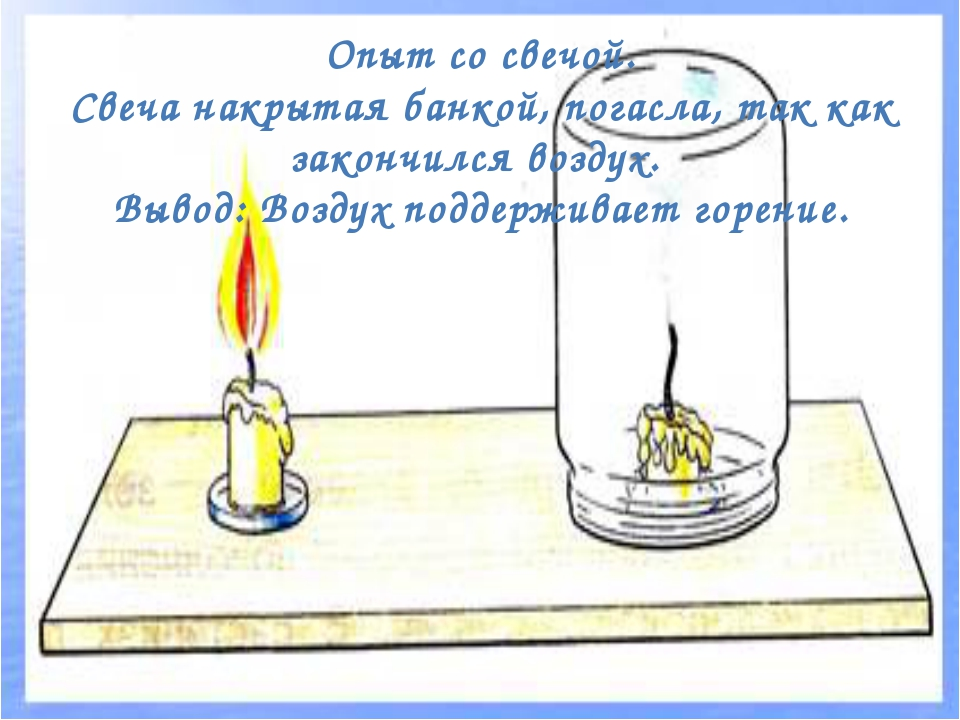 Опыт со свечой.
Свеча накрытая банкой, погасла, так как
закончился воздух.
Вывод: Воздух поддерживает горение.